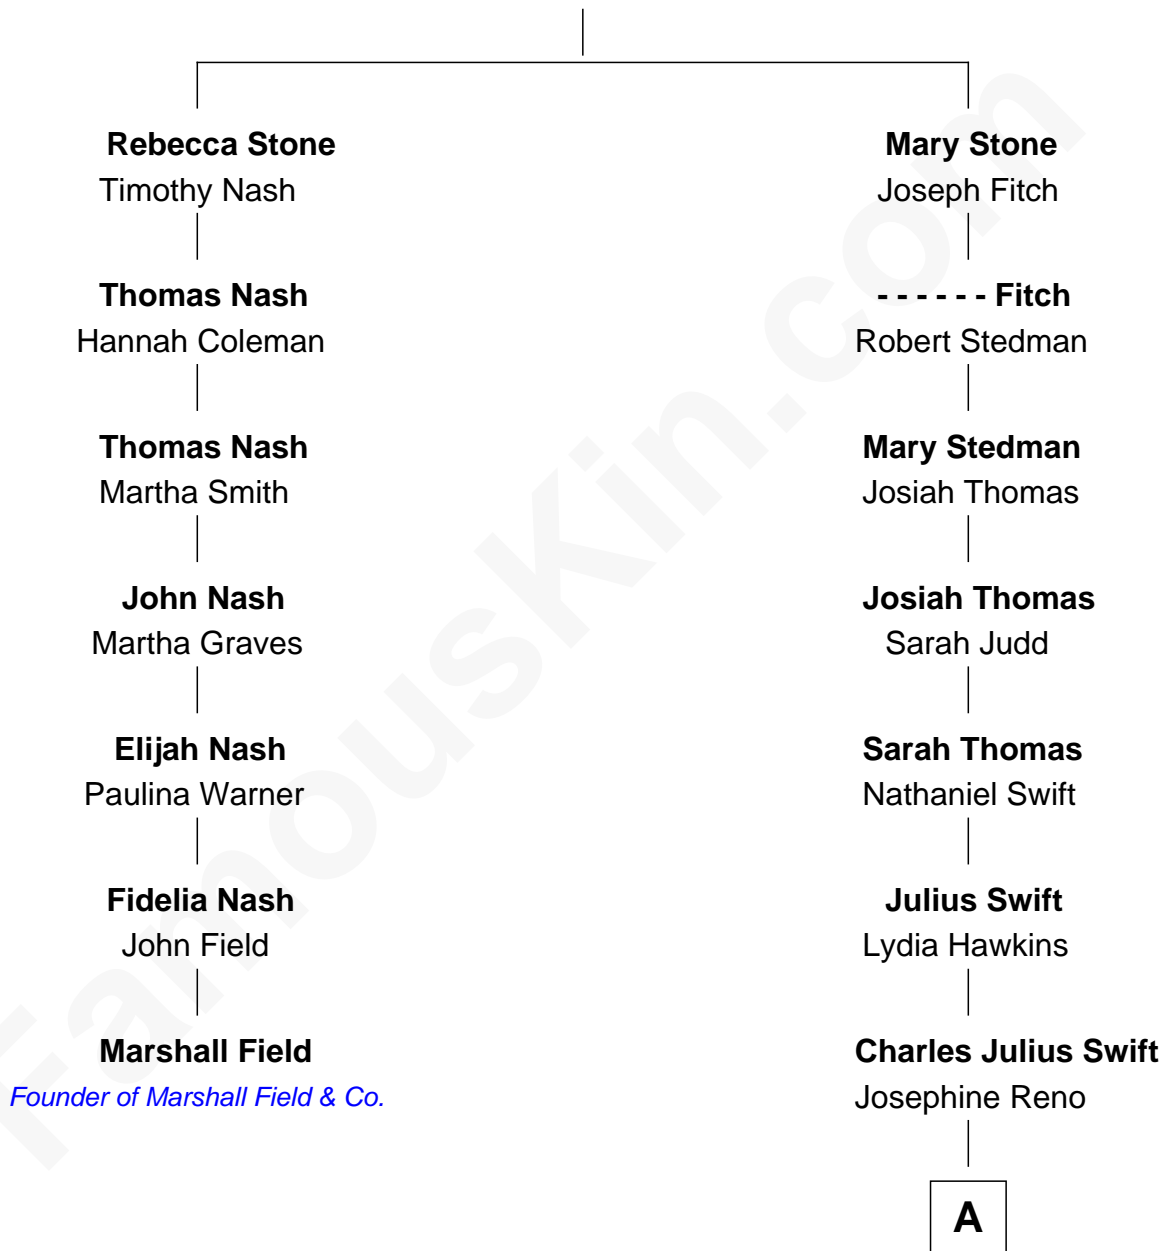 Rebecca Stone
Timothy Nash
Thomas Nash
Hannah Coleman
Thomas Nash
Martha Smith
John Nash
Martha Graves
Elijah Nash
Paulina Warner
Fidelia Nash
John Field
Marshall Field
Founder of Marshall Field & Co.
Mary Stone
Joseph Fitch
- - - - - - Fitch
Robert Stedman
Mary Stedman
Josiah Thomas
Josiah Thomas
Sarah Judd
Sarah Thomas
Nathaniel Swift
Julius Swift
Lydia Hawkins
Charles Julius Swift
Josephine Reno
A
FamousKin.com